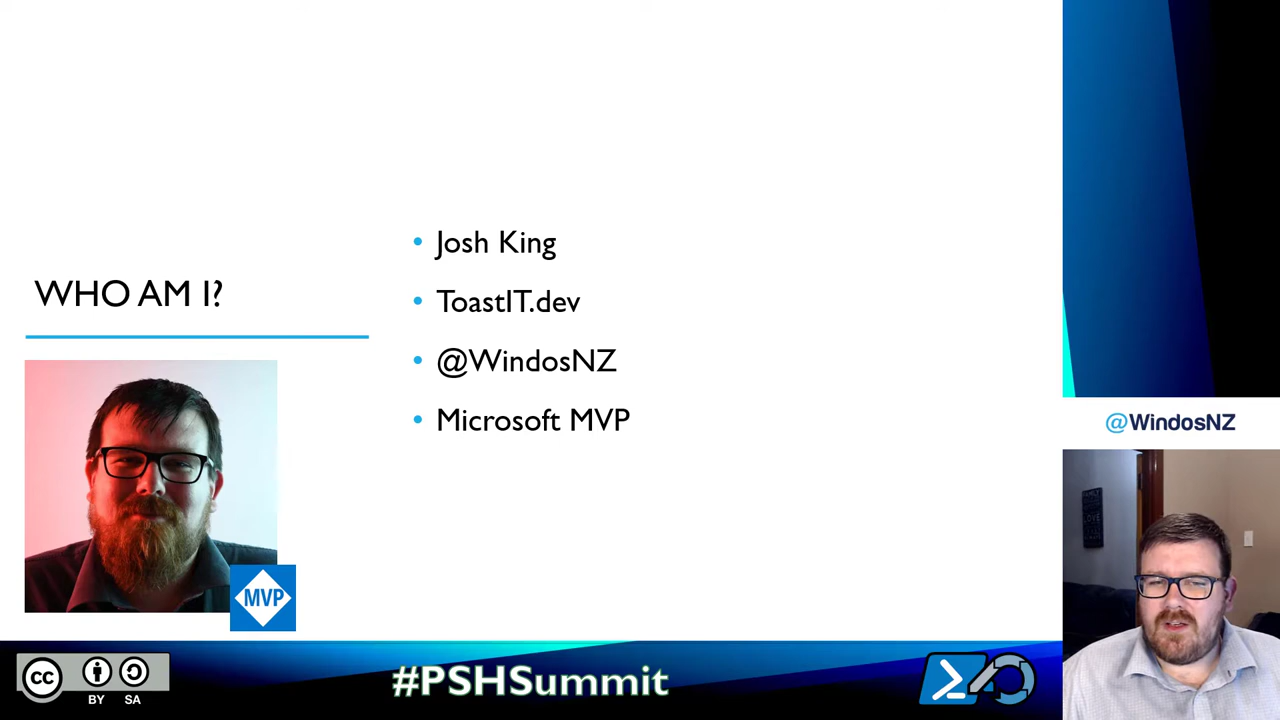 WHO AM I?
Josh King
ToastIT.dev
@WindosNZ
Microsoft MVP
MVP
@WindosNZ
cc
BY SA
#PSHSummit